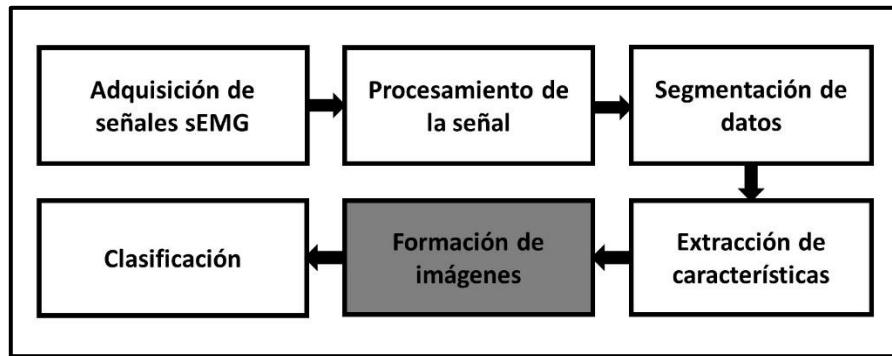 Adquisición de
señales sEMG
Procesamiento de
la señal
Segmentación de
datos
Clasificación
Formación de
imágenes
Extracción de
características